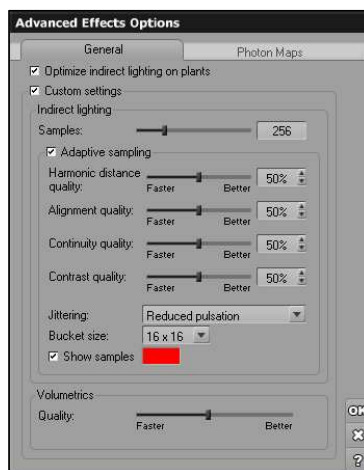 Advanced Effects Options
General Photon Maps
Optimize indirect lighting on plants
Custom settings
Indirect lighting
Samples: 256
Adaptive sampling
Harmonic distance quality: 50%
Faster Better
Alignment quality: 50%
Faster Better
Continuity quality: 50%
Faster Better
Contrast quality: 50%
Faster Better
Jittering: Reduced pulsation
Bucket size: 16 x 16
Show samples
Volumetrics
Quality:
Faster Better
OK
?